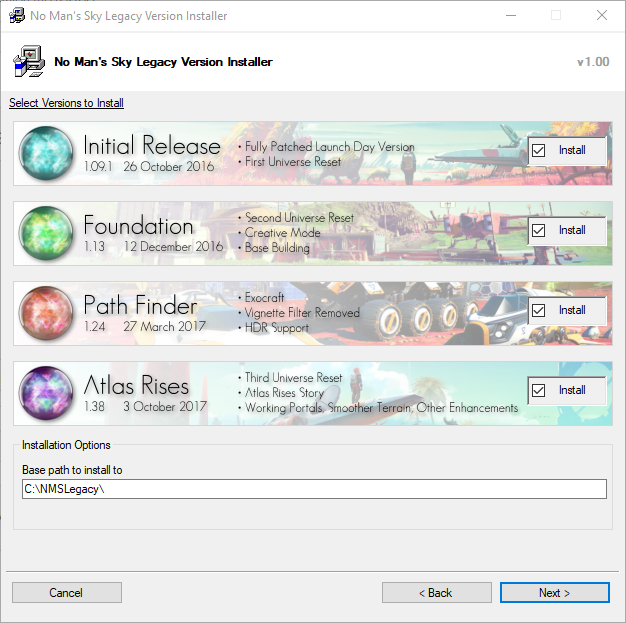 No Man's Sky Legacy Version Installer
No Man's Sky Legacy Version Installer
v1.00
Select Versions to Install
Initial Release
1.09.1 26 October 2016
• Fully Patched Launch Day Version
• First Universe Reset
Install
Foundation
1.13 12 December 2016
• Second Universe Reset
• Creative Mode
• Base Building
Install
Path Finder
1.24 27 March 2017
• Exocraft
• Vignette Filter Removed
• HDR Support
Install
Atlas Rises
1.38 3 October 2017
• Third Universe Reset
• Atlas Rises Story
• Working Portals, Smoother Terrain, Other Enhancements
Install
Installation Options
Base path to install to
C:\NMSLegacy\
Cancel
< Back
Next >